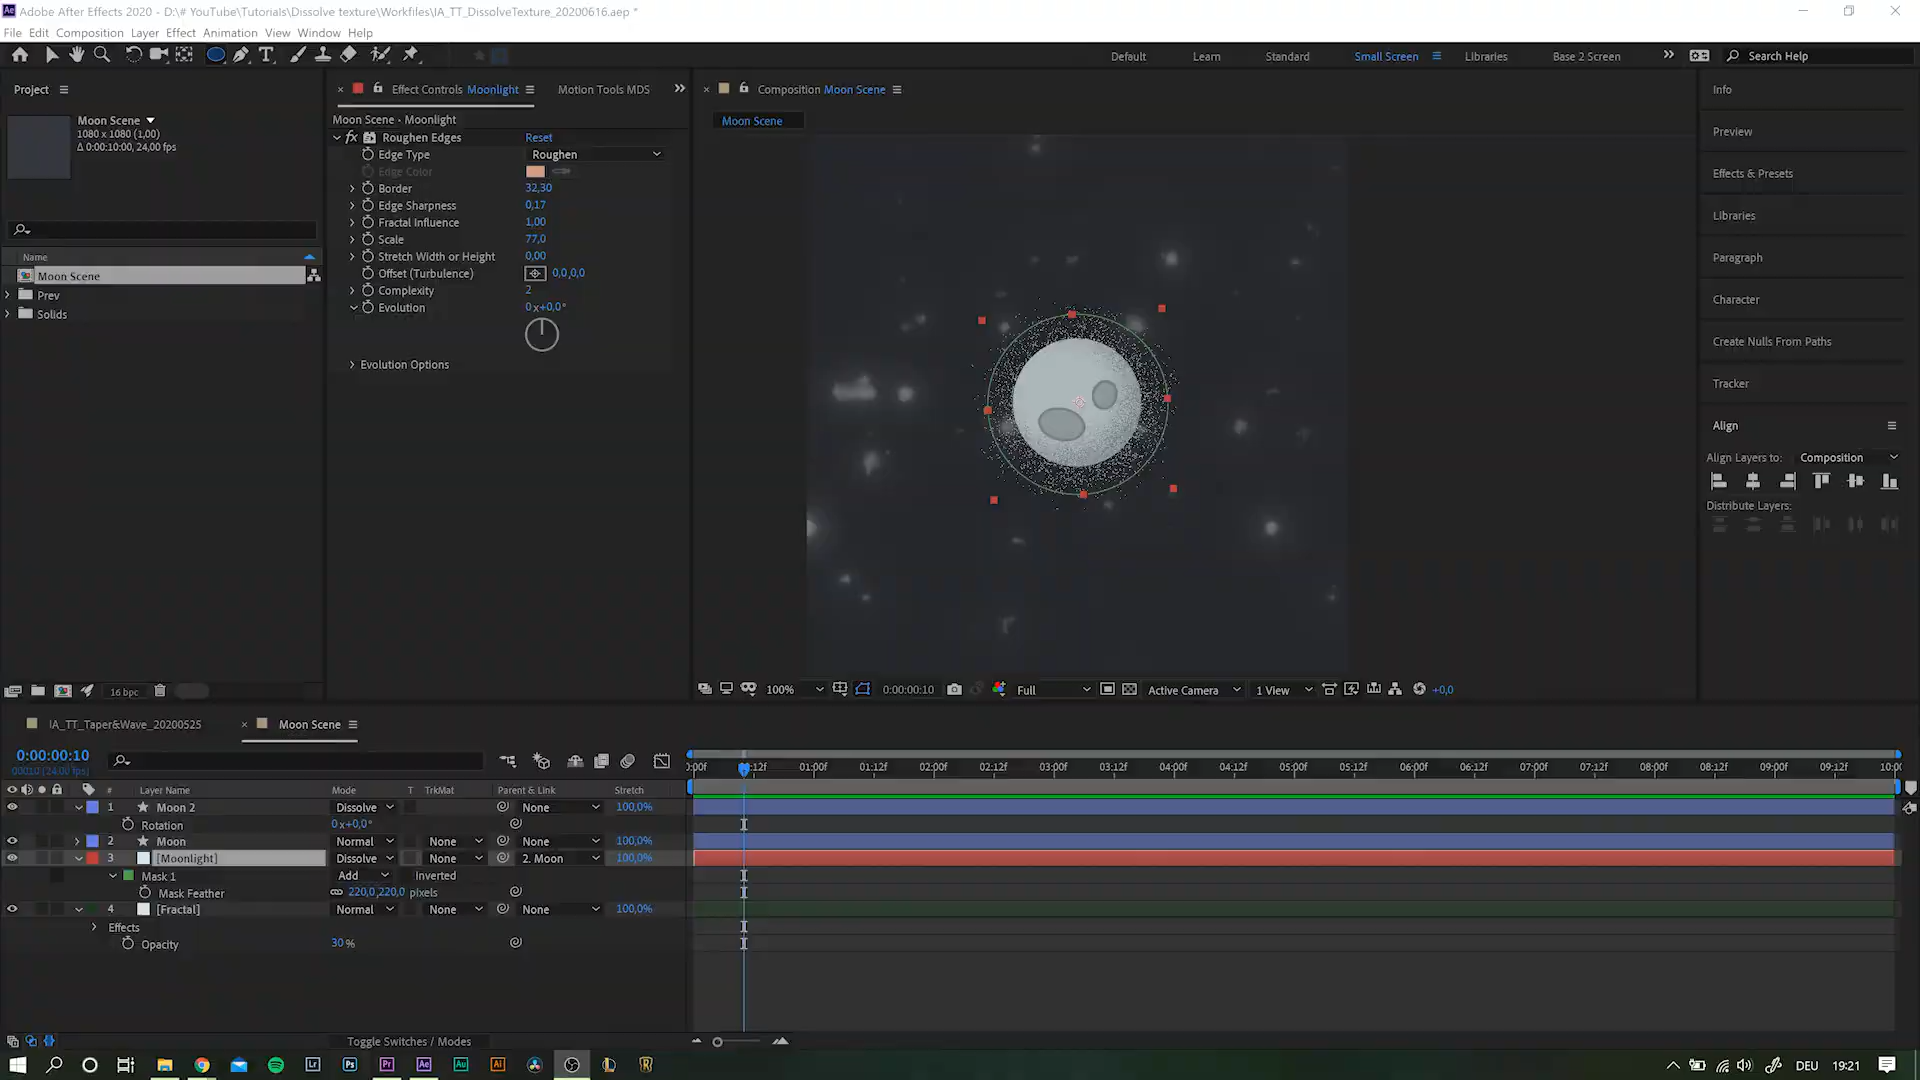 Adobe After Effects 2020 - D:\# YouTube\Tutorials\Dissolve texture\Workfiles\IA_TT_DissolveTexture_20200616.aep *
File Edit Composition Layer Effect Animation View Window Help
Default Learn Standard Small Screen Libraries Base 2 Screen Search Help
Project
Moon Scene
1080 x 1080 (1,00)
Δ 0:00:10:00, 24,00 fps
Name
Moon Scene
Prev
Solids
16 bpc
Effect Controls Moonlight Motion Tools MDS
Moon Scene · Moonlight
fx Roughen Edges Reset
Edge Type Roughen
Edge Color
Border 32,30
Edge Sharpness 0,17
Fractal Influence 1,00
Scale 77,0
Stretch Width or Height 0,00
Offset (Turbulence) 0,0,0,0
Complexity 2
Evolution 0x+0,0°
Evolution Options
Composition Moon Scene
Moon Scene
100% 0:00:00:10 Full Active Camera 1 View +0,0
Info
Preview
Effects & Presets
Libraries
Paragraph
Character
Create Nulls From Paths
Tracker
Align
Align Layers to: Composition
Distribute Layers:
IA_TT_Taper&Wave_20200525 Moon Scene
0:00:00:10
00010 (24.00 fps)
:00f 12f 01:00f 01:12f 02:00f 02:12f 03:00f 03:12f 04:00f 04:12f 05:00f 05:12f 06:00f 06:12f 07:00f 07:12f 08:00f 08:12f 09:00f 09:12f 10:00
# Layer Name Mode T TrkMat Parent & Link Stretch
1 Moon 2 Dissolve None 100,0%
Rotation 0x+0,0°
2 Moon Normal None None 100,0%
3 [Moonlight] Dissolve None 2. Moon 100,0%
Mask 1 Add Inverted
Mask Feather 220,0,220,0 pixels
4 [Fractal] Normal None None 100,0%
Effects
Opacity 30 %
Toggle Switches / Modes
Lr Ps Pr Ae Au Ai DEU 19:21